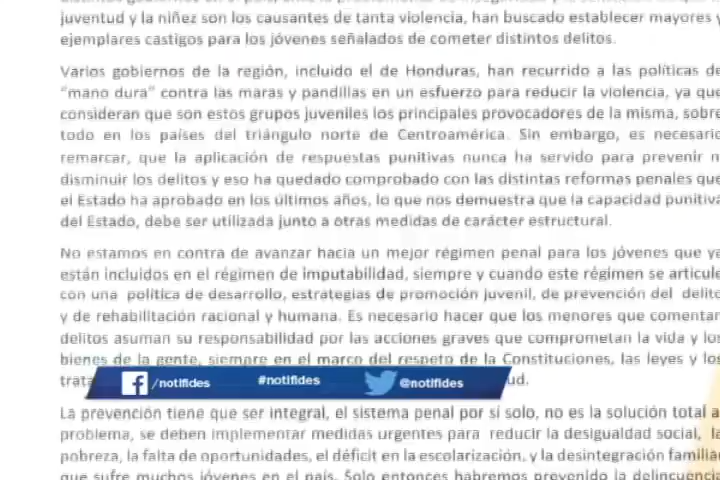 juventud y la niñez son los causantes de tanta violencia, han buscado establecer mayores y
ejemplares castigos para los jóvenes señalados de cometer distintos delitos.
Varios gobiernos de la región, incluido el de Honduras, han recurrido a las políticas de
"mano dura" contra las maras y pandillas en un esfuerzo para reducir la violencia, ya que
consideran que son estos grupos juveniles los principales provocadores de la misma, sobre
todo en los países del triángulo norte de Centroamérica. Sin embargo, es necesario
remarcar, que la aplicación de respuestas punitivas nunca ha servido para prevenir n
disminuir los delitos y eso ha quedado comprobado con las distintas reformas penales que
el Estado ha aprobado en los últimos años, lo que nos demuestra que la capacidad punitiva
del Estado, debe ser utilizada junto a otras medidas de carácter estructural.
No estamos en contra de avanzar hacia un mejor régimen penal para los jóvenes que ya
están incluidos en el régimen de imputabilidad, siempre y cuando este régimen se articule
con una política de desarrollo, estrategias de promoción juvenil, de prevención del delito
y de rehabilitación racional y humana. Es necesario hacer que los menores que comentan
delitos asuman su responsabilidad por las acciones graves que comprometan la vida y los
bienes de la gente, siempre en el marco del respeto de la Constituciones, las leyes y los
trata ud.
/notifides #notifides @notifides
La prevención tiene que ser integral, el sistema penal por sí solo, no es la solución total a
problema, se deben implementar medidas urgentes para reducir la desigualdad social, la
pobreza, la falta de oportunidades, el déficit en la escolarización, y la desintegración familiar
que sufre muchos jóvenes en el país. Solo entonces habremos prevenido la delincuencia